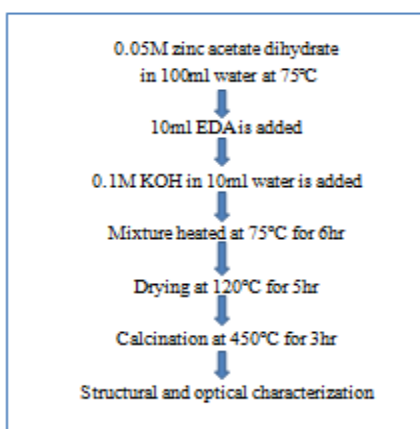 0.05M zinc acetate dihydrate
in 100ml water at 75°C
10ml EDA is added
0.1M KOH in 10ml water is added
Mixture heated at 75°C for 6hr
Drying at 120°C for 5hr
Calcination at 450°C for 3hr
Structural and optical characterization